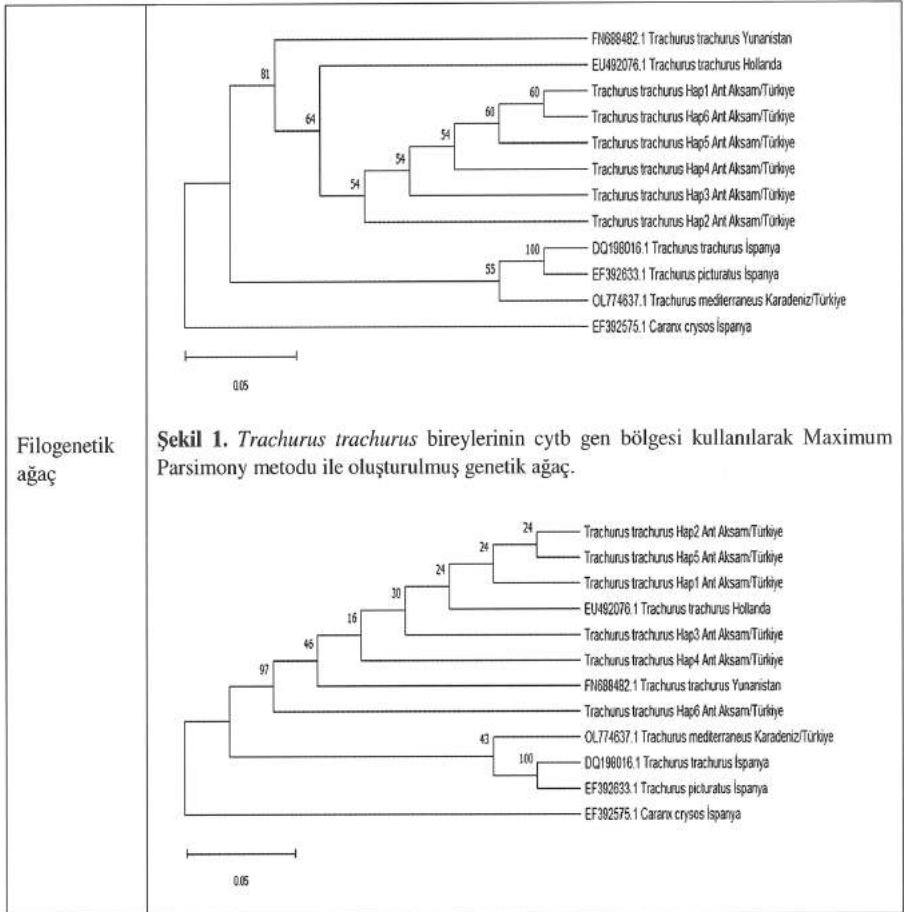 FN688482.1 Trachurus trachurus Yunanistan
81
EU492076.1 Trachurus trachurus Hollanda
64
60
Trachurus trachurus Hap1 Ant Aksam/Türkiye
Trachurus trachurus Hap6 Ant Aksam/Türkiye
60
Trachurus trachurus Hap5 Ant Aksam/Türkiye
54
Trachurus trachurus Hap4 Ant Aksam/Türkiye
54
Trachurus trachurus Hap3 Ant Aksam/Türkiye
54
Trachurus trachurus Hap2 Ant Aksam/Türkiye
100
DQ198016.1 Trachurus trachurus İspanya
EF392633.1 Trachurus picturatus İspanya
55
OL774637.1 Trachurus mediterraneus Karadeniz/Türkiye
EF392575.1 Caranx crysos İspanya
0.05
Filogenetik
ağaç
Şekil 1. Trachurus trachurus bireylerinin cytb gen bölgesi kullanılarak Maximum
Parsimony metodu ile oluşturulmuş genetik ağaç.
24
Trachurus trachurus Hap2 Ant Aksam/Türkiye
Trachurus trachurus Hap5 Ant Aksam/Türkiye
24
Trachurus trachurus Hap1 Ant Aksam/Türkiye
24
EU492076.1 Trachurus trachurus Hollanda
30
Trachurus trachurus Hap3 Ant Aksam/Türkiye
16
Trachurus trachurus Hap4 Ant Aksam/Türkiye
46
FN688482.1 Trachurus trachurus Yunanistan
97
Trachurus trachurus Hap6 Ant Aksam/Türkiye
43
OL774637.1 Trachurus mediterraneus Karadeniz/Türkiye
100
DQ198016.1 Trachurus trachurus İspanya
EF392633.1 Trachurus picturatus İspanya
EF392575.1 Caranx crysos İspanya
0.05